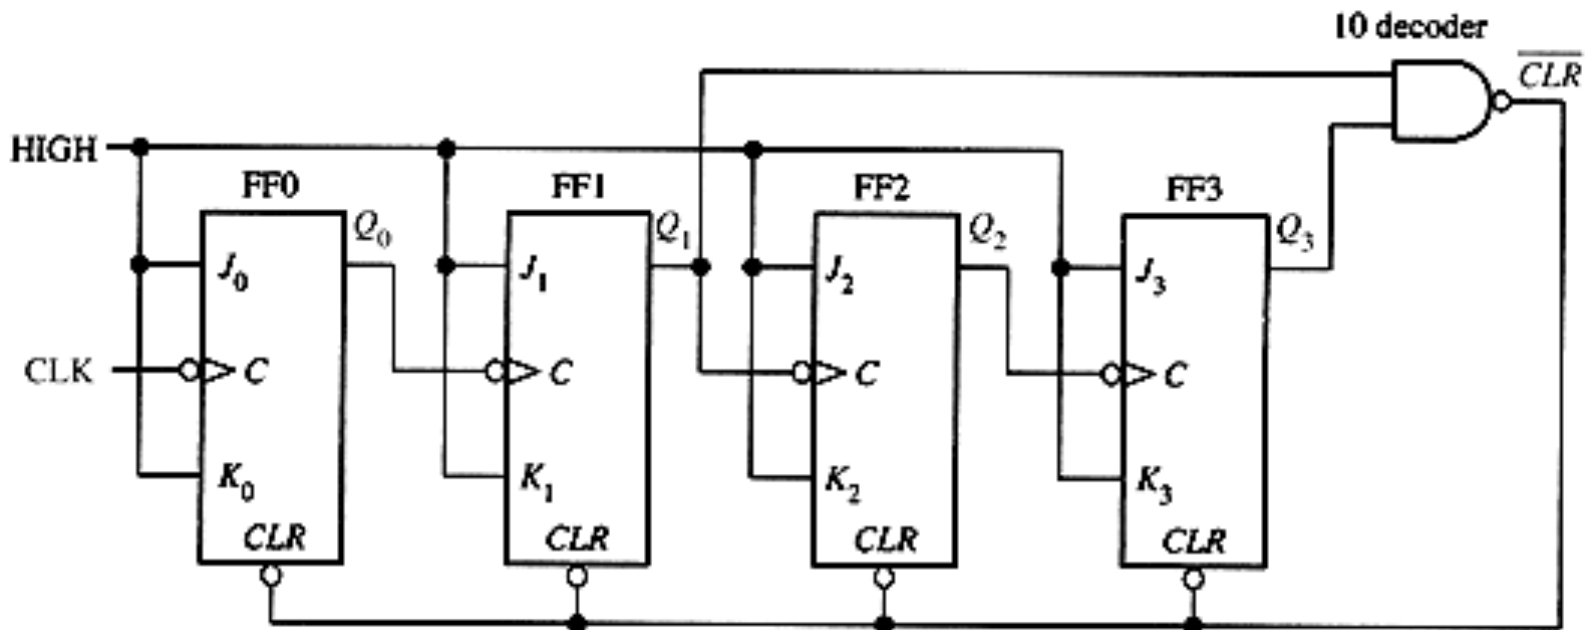 10 decoder
CLR
HIGH
FF0
FF1
FF2
FF3
Q0
Q1
Q2
Q3
J0
J1
J2
J3
CLK
C
C
C
C
K0
K1
K2
K3
CLR
CLR
CLR
CLR